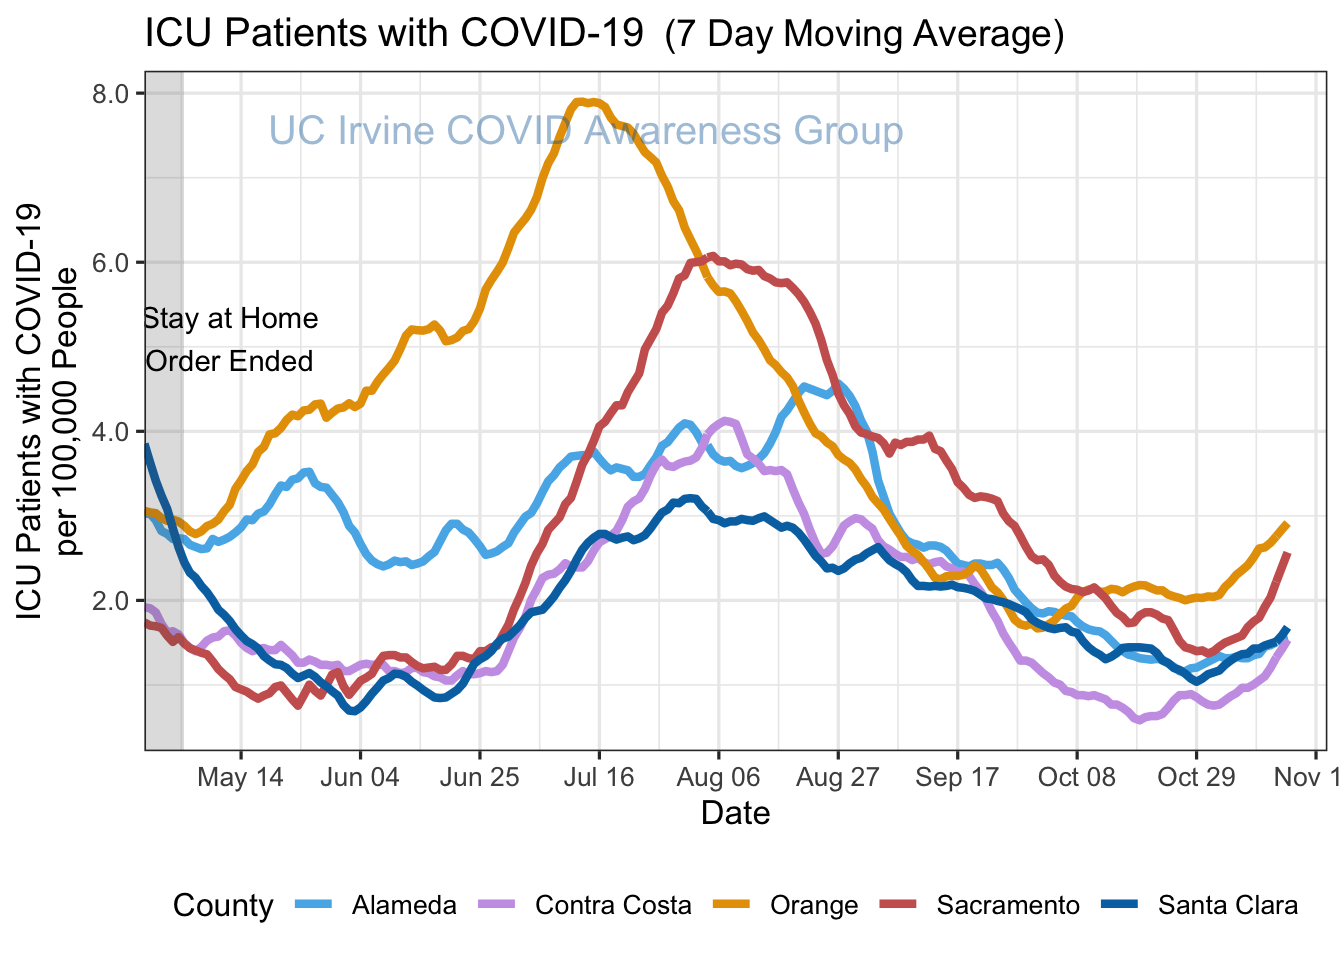 ICU Patients with COVID-19 (7 Day Moving Average)
UC Irvine COVID Awareness Group
8.0
6.0
4.0
2.0
ICU Patients with COVID-19
per 100,000 People
Stay at Home
Order Ended
May 14 Jun 04 Jun 25 Jul 16 Aug 06 Aug 27 Sep 17 Oct 08 Oct 29 Nov 1
Date
County Alameda Contra Costa Orange Sacramento Santa Clara